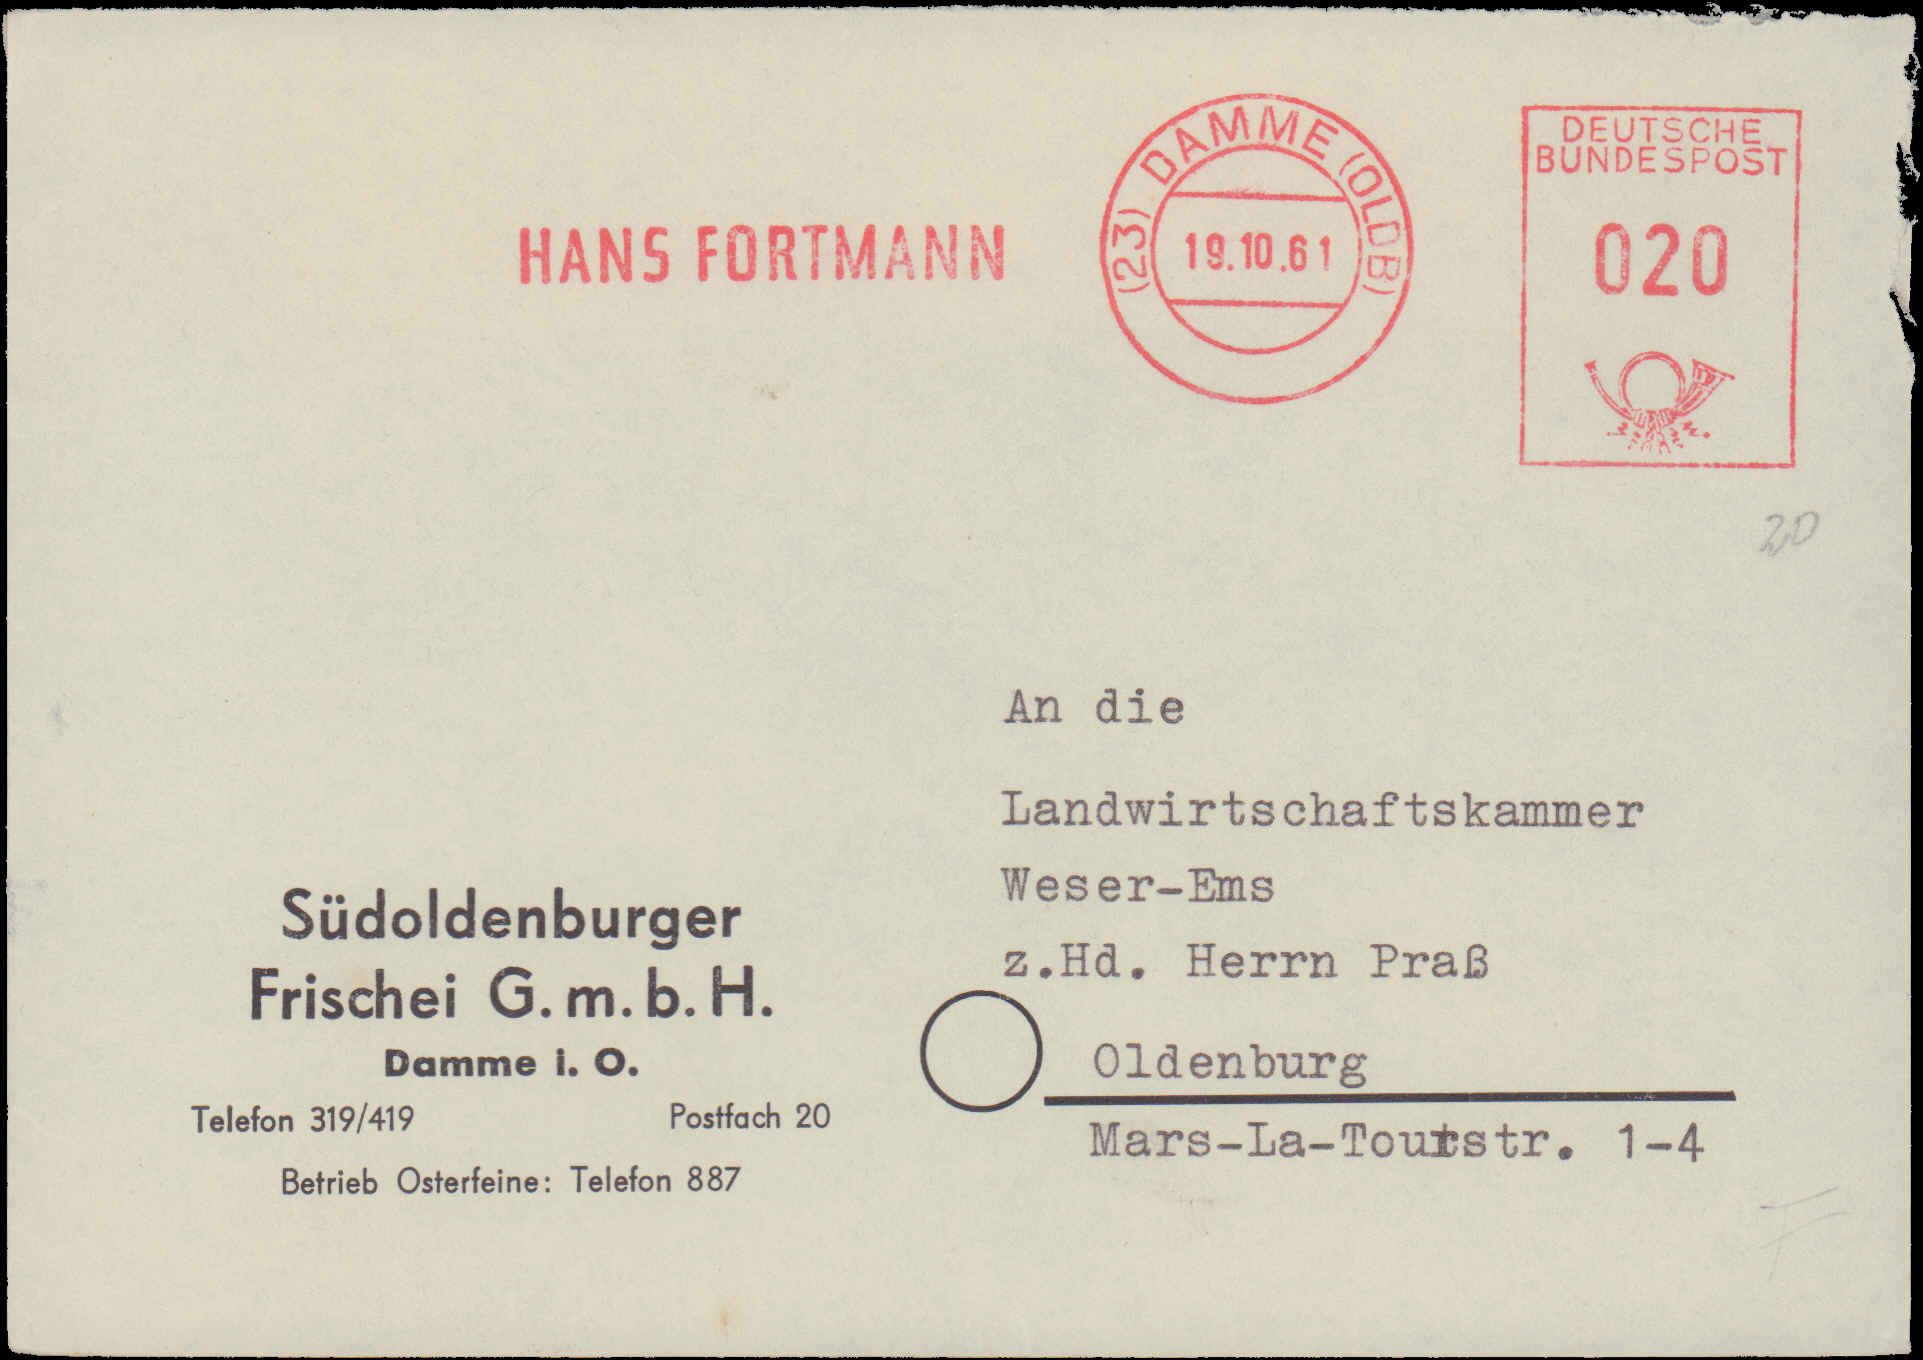 DEUTSCHE
BUNDESPOST
020
(23) DAMME (OLDB)
19.10.61
HANS FORTMANN
20
An die
Landwirtschaftskammer
Weser-Ems
z.Hd. Herrn Praß
Oldenburg
Mars-La-Tourstr. 1-4
Südoldenburger
Frischei G. m. b. H.
Damme i. O.
Telefon 319/419 Postfach 20
Betrieb Osterfeine: Telefon 887